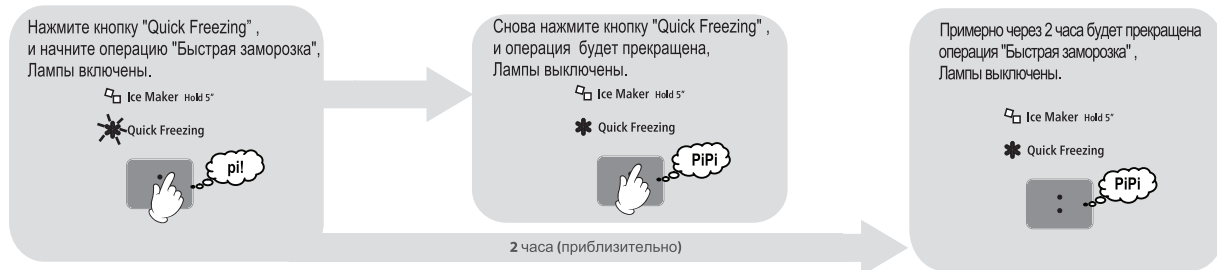 Нажмите кнопку "Quick Freezing" ,
и начните операцию "Быстрая заморозка",
Лампы включены.
Ice Maker Hold 5"
Quick Freezing
pi!
Снова нажмите кнопку "Quick Freezing" ,
и операция будет прекращена,
Лампы выключены.
Ice Maker Hold 5"
Quick Freezing
PiPi
Примерно через 2 часа будет прекращена
операция "Быстрая заморозка" ,
Лампы выключены.
Ice Maker Hold 5"
Quick Freezing
PiPi
2 часа (приблизительно)